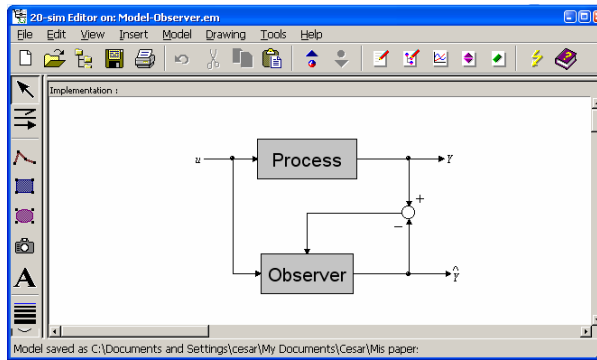 20-sim Editor on: Model-Observer.em
File Edit View Insert Model Drawing Tools Help
Implementation :
u
Process
Y
+
−
Observer
Ŷ
A
Model saved as C:\Documents and Settings\cesar\My Documents\Cesar\Mis paper: